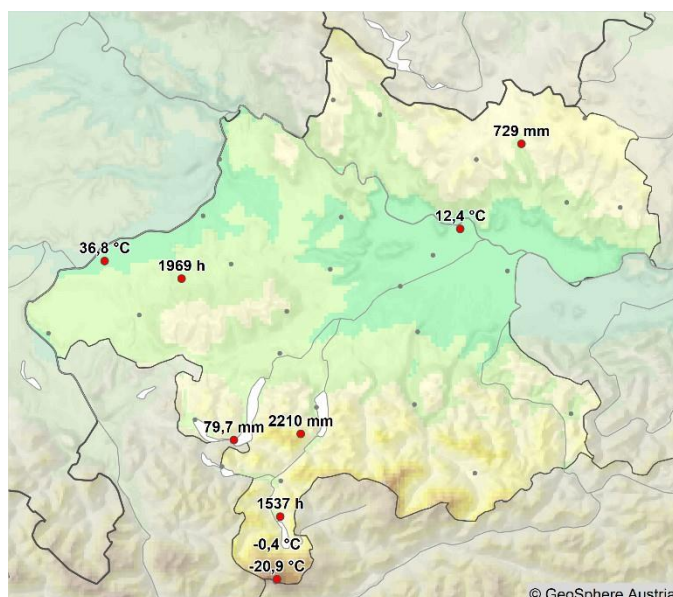 729 mm
12,4 °C
36,8 °C
1969 h
79,7 mm
2210 mm
1537 h
-0,4 °C
-20,9 °C
© GeoSphere Austria